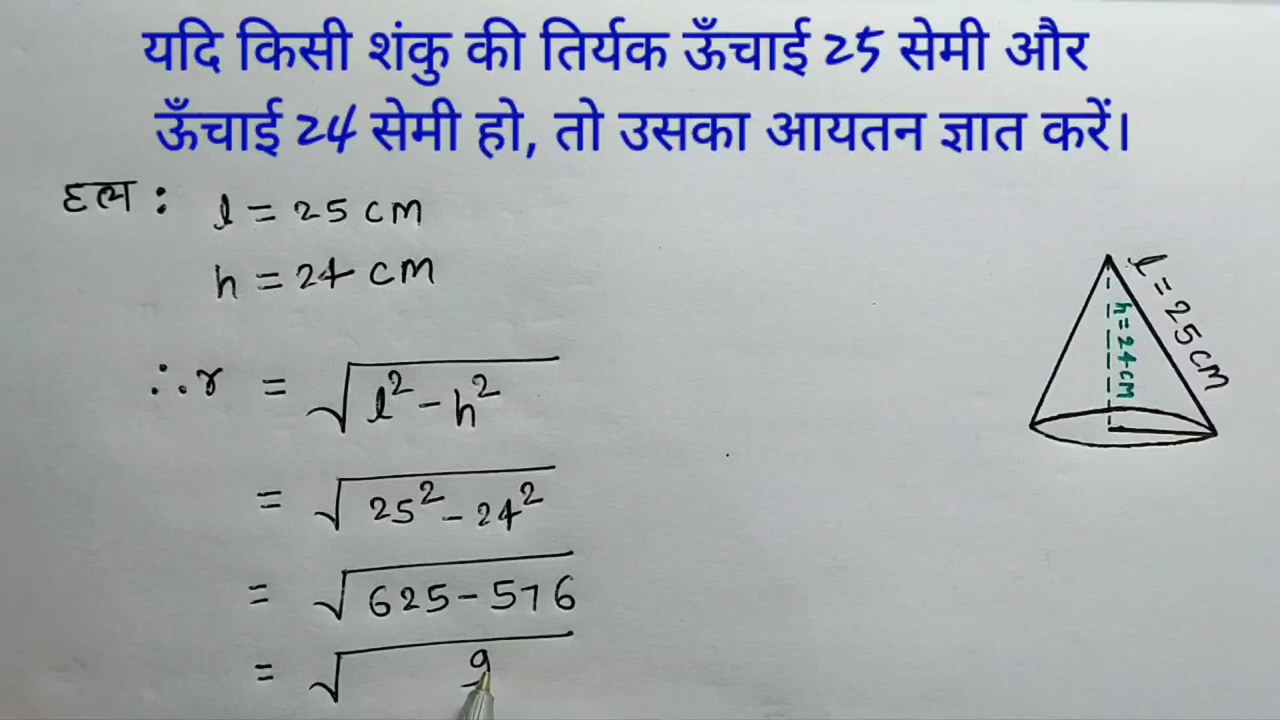 यदि किसी शंकु की तिर्यक ऊँचाई 25 सेमी और
ऊँचाई 24 सेमी हो, तो उसका आयतन ज्ञात करें।
हल :
l = 25 cm
h = 24 cm
∴ r = √(l² - h²)
= √(25² - 24²)
= √(625 - 576)
= √ 9
l = 25 cm
h = 24 cm